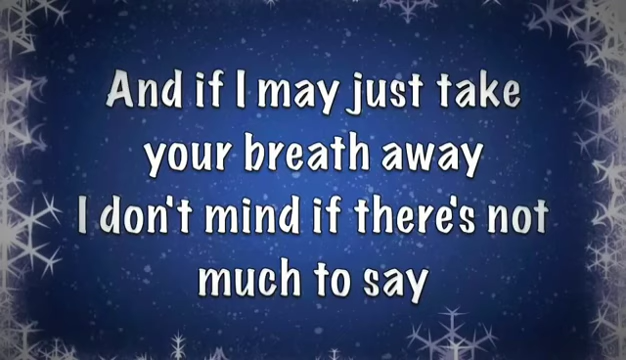 And if I may just take
your breath away
I don't mind if there's not
much to say